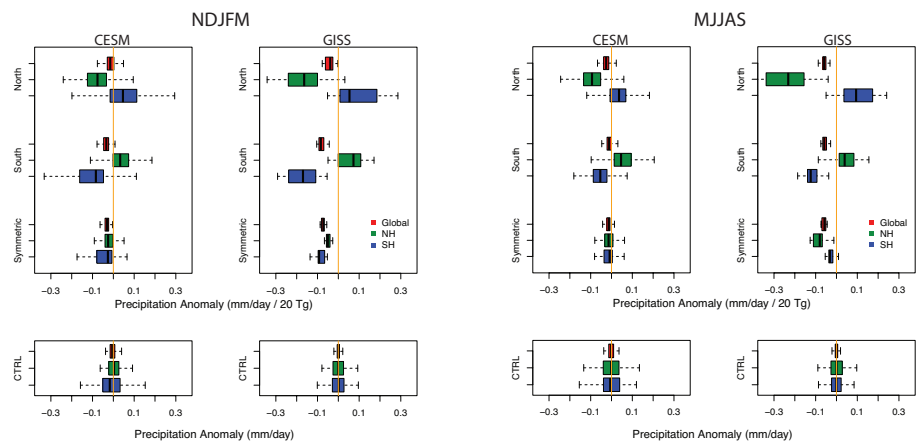 NDJFM
MJJAS
CESM
GISS
CESM
GISS
North
South
Symmetric
North
South
Symmetric
North
South
Symmetric
North
South
Symmetric
Global
NH
SH
Global
NH
SH
−0.3 −0.1 0.1 0.3
−0.3 −0.1 0.1 0.3
−0.3 −0.1 0.1 0.3
−0.3 −0.1 0.1 0.3
Precipitation Anomaly (mm/day / 20 Tg)
Precipitation Anomaly (mm/day / 20 Tg)
CTRL
CTRL
CTRL
CTRL
−0.3 −0.1 0.1 0.3
−0.3 −0.1 0.1 0.3
−0.3 −0.1 0.1 0.3
−0.3 −0.1 0.1 0.3
Precipitation Anomaly (mm/day)
Precipitation Anomaly (mm/day)